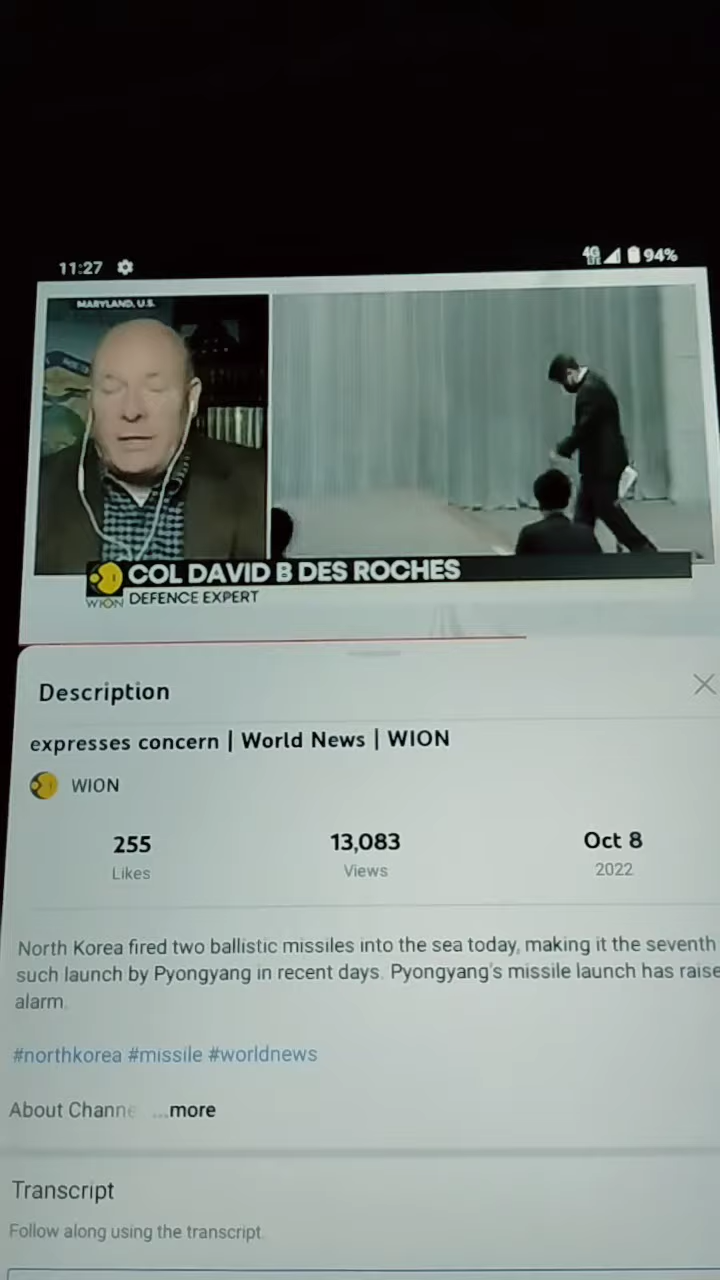 11:27
4G
LTE
94%
MARYLAND, U.S.
COL DAVID B DES ROCHES
WION
DEFENCE EXPERT
Description
expresses concern | World News | WION
WION
255
13,083
Oct 8
Likes
Views
2022
North Korea fired two ballistic missiles into the sea today, making it the seventh
such launch by Pyongyang in recent days. Pyongyang's missile launch has raise
alarm.
#northkorea #missile #worldnews
About Channe ...more
Transcript
Follow along using the transcript.